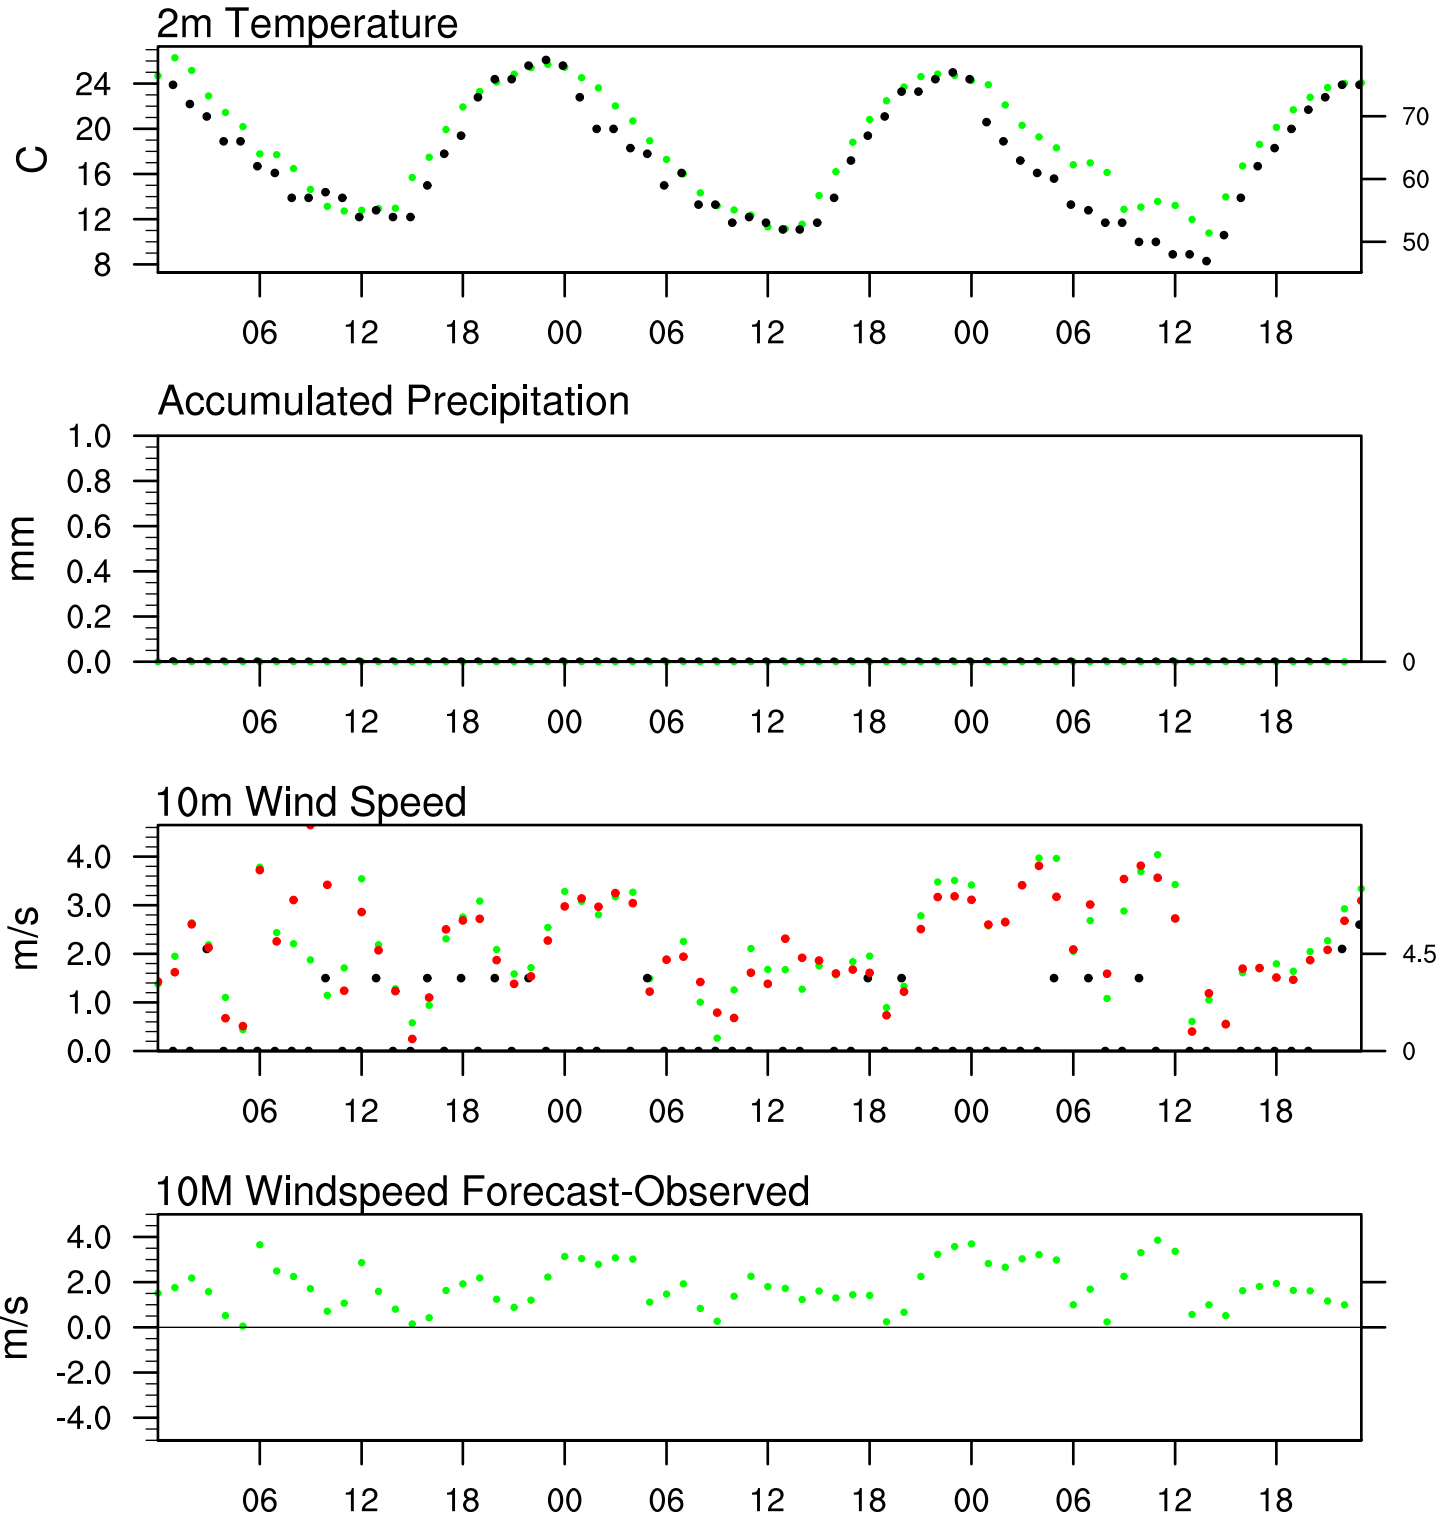 2m Temperature
24
20
16
12
8
C
70
60
50
06 12 18 00 06 12 18 00 06 12 18
Accumulated Precipitation
1.0
0.8
0.6
0.4
0.2
0.0
mm
0
06 12 18 00 06 12 18 00 06 12 18
10m Wind Speed
4.0
3.0
2.0
1.0
0.0
m/s
4.5
0
06 12 18 00 06 12 18 00 06 12 18
10M Windspeed Forecast-Observed
4.0
2.0
0.0
-2.0
-4.0
m/s
06 12 18 00 06 12 18 00 06 12 18